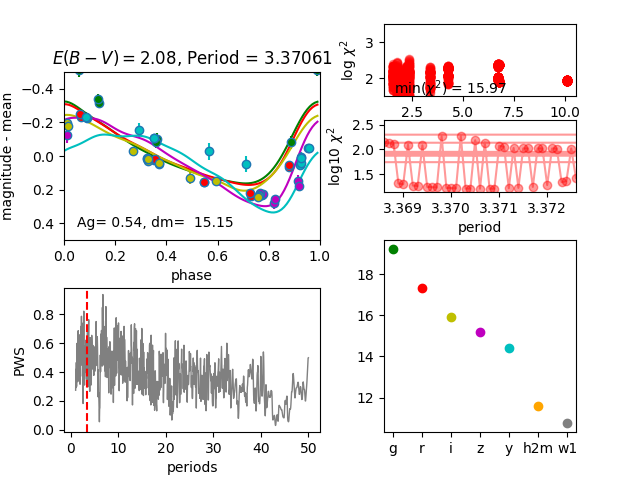 E(B − V) = 2.08, Period = 3.37061
magnitude - mean
−0.4
−0.2
0.0
0.2
0.4
Ag= 0.54, dm=  15.15
0.0 0.2 0.4 0.6 0.8 1.0
phase
log χ²
3
2
min(χ²) = 15.97
2.5 5.0 7.5 10.0
log10 χ²
2.5
2.0
1.5
3.369 3.370 3.371 3.372
period
PWS
0.8
0.6
0.4
0.2
0.0
0 10 20 30 40 50
periods
18
16
14
12
g r i z y h2m w1